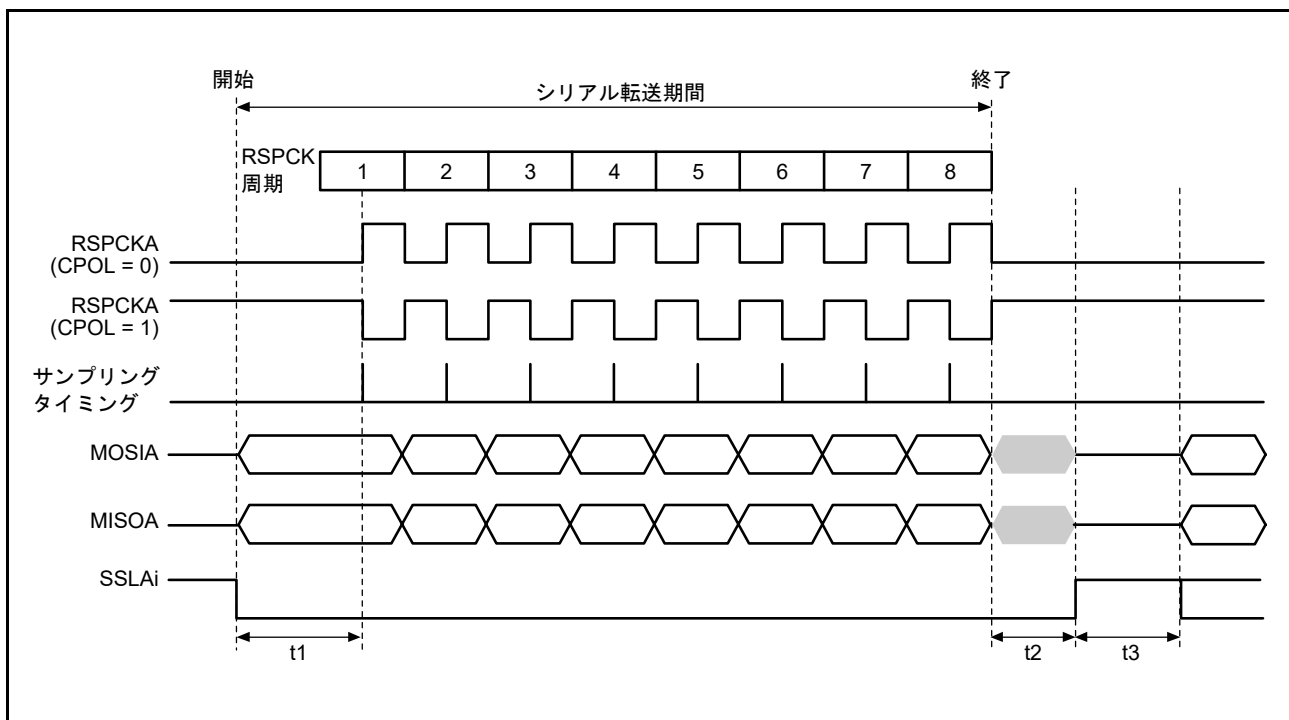 開始
終了
シリアル転送期間
RSPCK
周期
1 2 3 4 5 6 7 8
RSPCKA
(CPOL = 0)
RSPCKA
(CPOL = 1)
サンプリング
タイミング
MOSIA
MISOA
SSLAi
t1
t2
t3